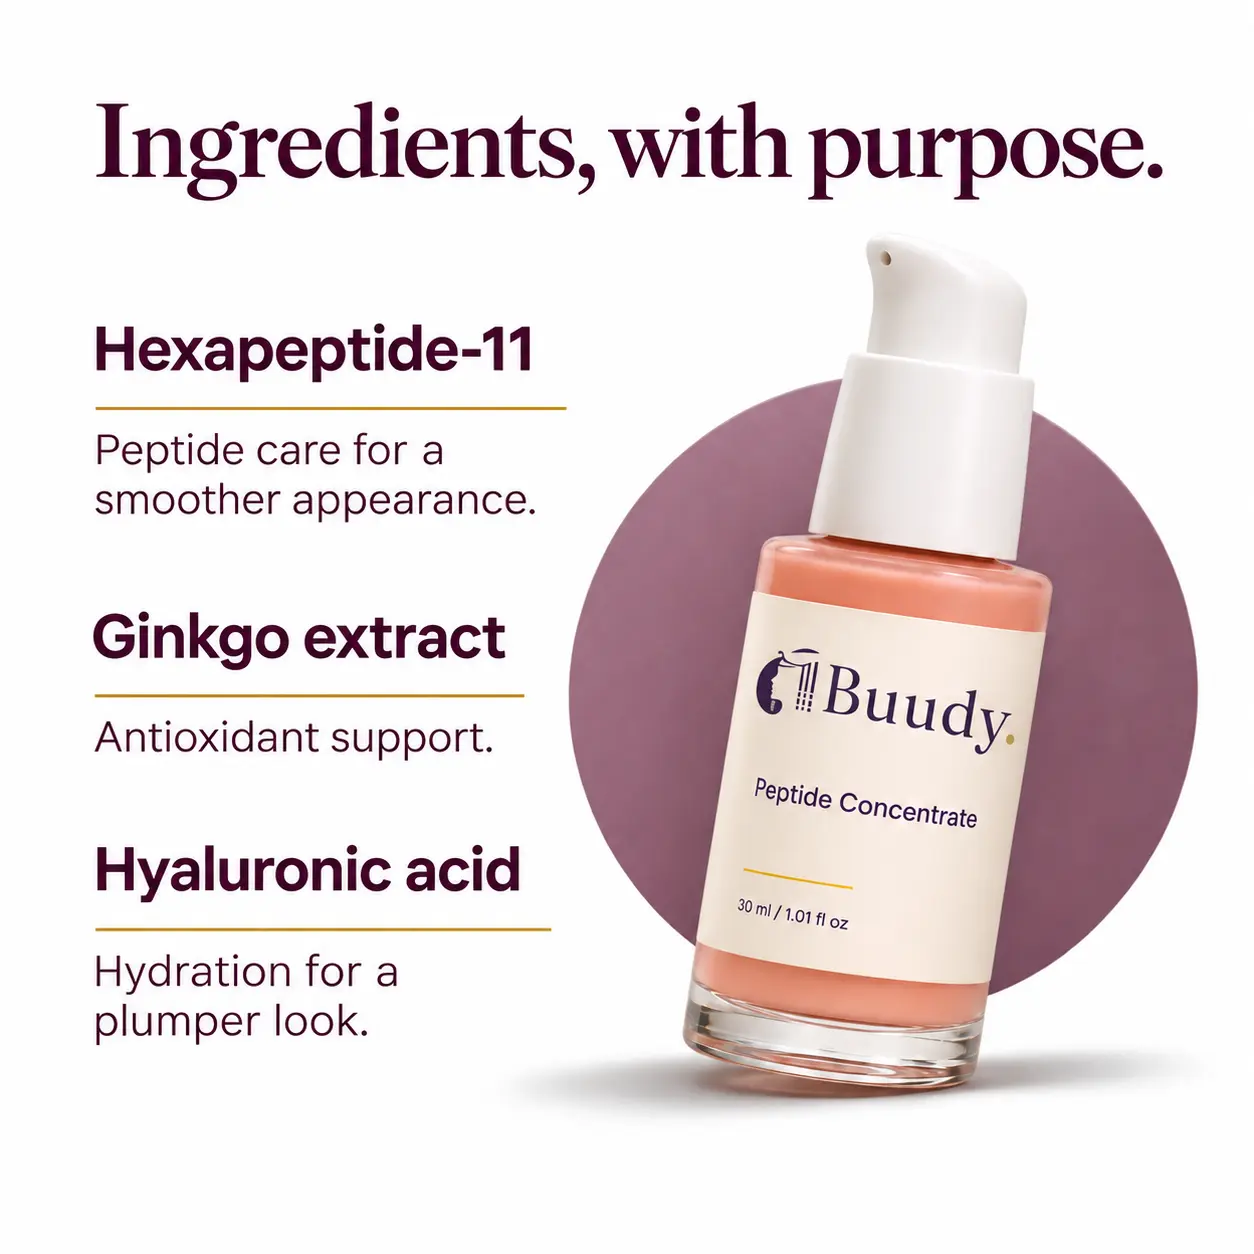 Ingredients, with purpose.
Hexapeptide-11
Peptide care for a
smoother appearance.
Ginkgo extract
Antioxidant support.
Hyaluronic acid
Hydration for a
plumper look.
Buudy.
Peptide Concentrate
30 ml / 1.01 fl oz